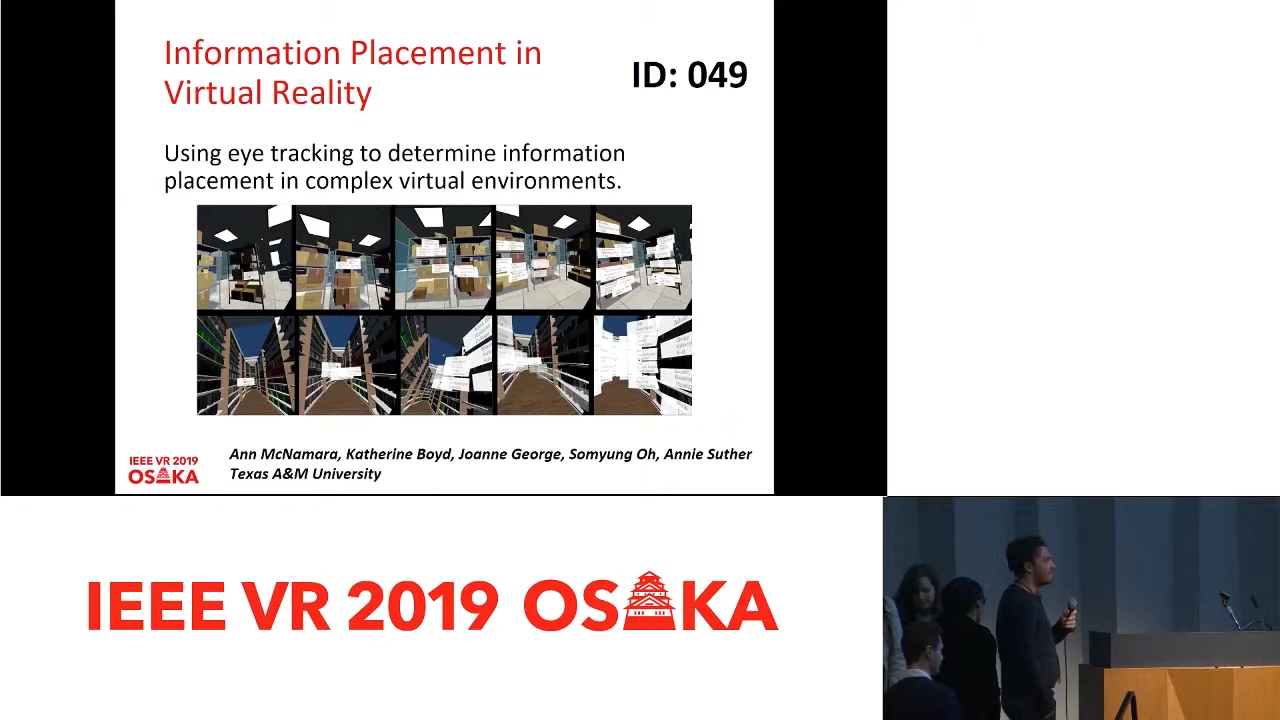 Information Placement in
Virtual Reality
ID: 049
Using eye tracking to determine information
placement in complex virtual environments.
Ann McNamara, Katherine Boyd, Joanne George, Somyung Oh, Annie Suther
Texas A&M University
IEEE VR 2019
OSAKA
IEEE VR 2019 OSAKA